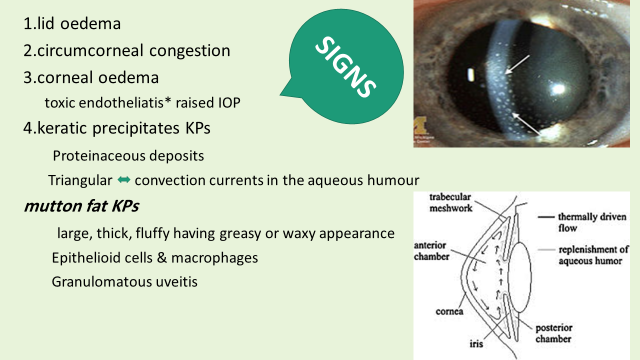 1.lid oedema
2.circumcorneal congestion
3.corneal oedema
toxic endotheliatis* raised IOP
4.keratic precipitates KPs
Proteinaceous deposits
Triangular ⬌ convection currents in the aqueous humour
mutton fat KPs
large, thick, fluffy having greasy or waxy appearance
Epithelioid cells & macrophages
Granulomatous uveitis
SIGNS
trabecular
meshwork
thermally driven
flow
replenishment of
aqueous humor
anterior
chamber
cornea
iris
posterior
chamber